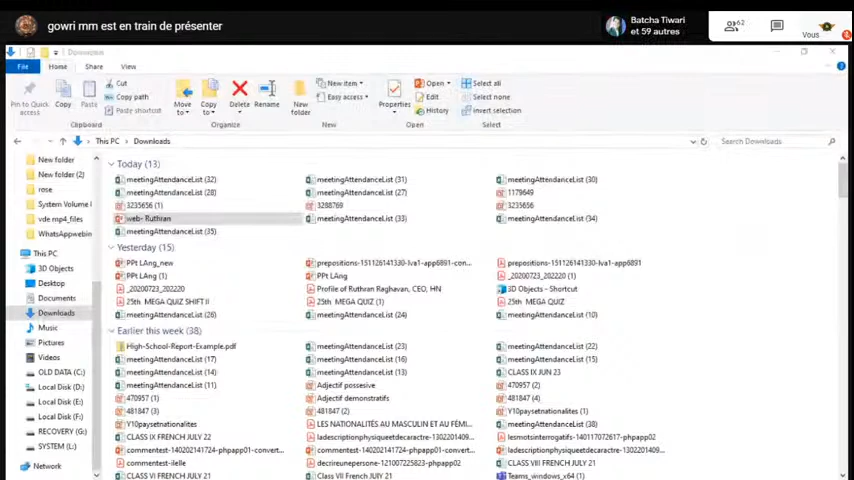 gowri mm est en train de présenter
Batcha Tiwari
et 59 autres
62
Vous
Downloads
File
Home
Share
View
Pin to Quick access
Copy
Paste
Cut
Copy path
Paste shortcut
Clipboard
Move to
Copy to
Delete
Rename
Organize
New folder
New item
Easy access
New
Properties
Open
Edit
History
Open
Select all
Select none
Invert selection
Select
This PC > Downloads
Search Downloads
New folder
New folder (2)
rose
System Volume I
vde mp4_files
WhatsAppwebin
This PC
3D Objects
Desktop
Documents
Downloads
Music
Pictures
Videos
OLD DATA (C:)
Local Disk (D:)
Local Disk (E:)
Local Disk (F:)
RECOVERY (G:)
SYSTEM (L:)
Network
Today (13)
meetingAttendanceList (32)
meetingAttendanceList (31)
meetingAttendanceList (30)
meetingAttendanceList (28)
meetingAttendanceList (27)
1179649
3235656 (1)
3288769
3235656
web- Ruthran
meetingAttendanceList (33)
meetingAttendanceList (34)
meetingAttendanceList (35)
Yesterday (15)
PPt LAng_new
prepositions-151126141330-lva1-app6891-con...
prepositions-151126141330-lva1-app6891
PPt LAng (1)
PPt LAng
_20200723_202220 (1)
_20200723_202220
Profile of Ruthran Raghavan, CEO, HN
3D Objects - Shortcut
25th MEGA QUIZ SHIFT II
25th MEGA QUIZ (1)
25th MEGA QUIZ
meetingAttendanceList (26)
meetingAttendanceList (24)
meetingAttendanceList (10)
Earlier this week (38)
High-School-Report-Example.pdf
meetingAttendanceList (23)
meetingAttendanceList (22)
meetingAttendanceList (17)
meetingAttendanceList (16)
meetingAttendanceList (15)
meetingAttendanceList (14)
meetingAttendanceList (13)
CLASS IX JUN 23
meetingAttendanceList (11)
Adjectif possesive
470957 (2)
470957 (1)
Adjectif demonstratifs
481847 (4)
481847 (3)
481847 (2)
Y10paysetnationalites (1)
Y10paysetnationalites
LES NATIONALITÉS AU MASCULIN ET AU FÉMI...
meetingAttendanceList (38)
CLASS IX FRENCH JULY 22
ladescriptionphysiqueetdecaractre-1302201409...
lesmotsinterrogatifs-140117072617-phpapp02
commentest-140202141724-phpapp01-convert...
commentest-140202141724-phpapp01
ladescriptionphysiqueetdecaractre-1302201409...
commentest-ilelle
decrireunepersonne-121007225823-phpapp02
CLASS VIII FRENCH JULY 21
CLASS VI FRENCH JULY 21
Class VII FRENCH JULY 21
Teams_windows_x64 (1)